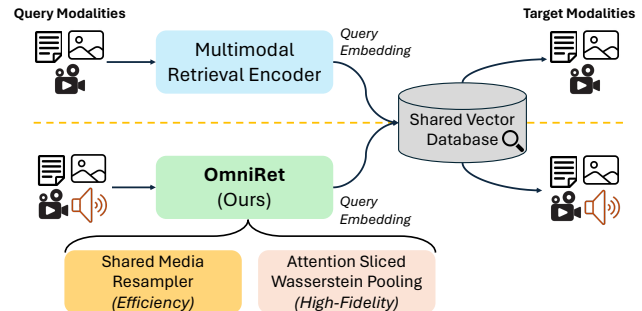 Query Modalities
Target Modalities
Multimodal
Retrieval Encoder
Query
Embedding
Shared Vector
Database
OmniRet
(Ours)
Query
Embedding
Shared Media
Resampler
(Efficiency)
Attention Sliced
Wasserstein Pooling
(High-Fidelity)